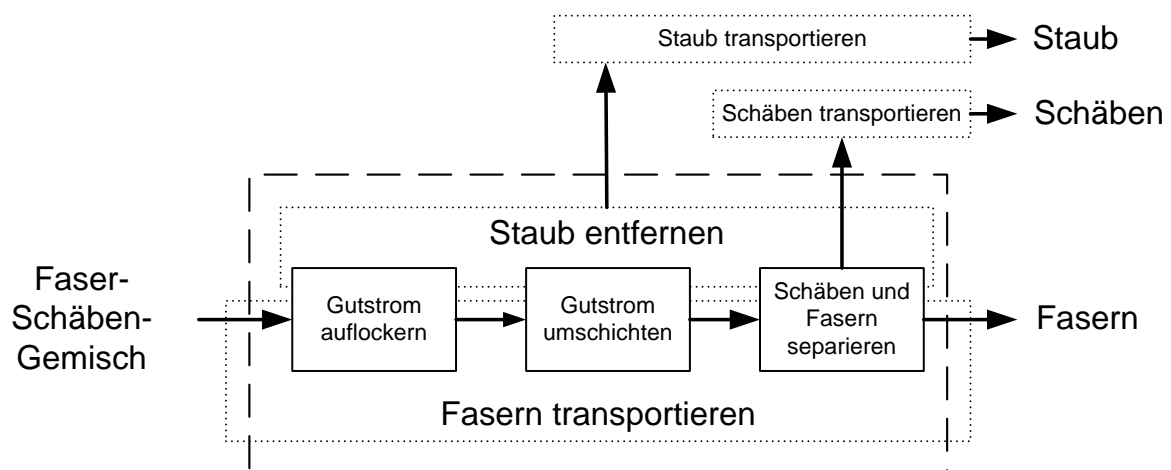 Staub transportieren
Staub
Schäben transportieren
Schäben
Staub entfernen
Faser-
Schäben-
Gemisch
Gutstrom
auflockern
Gutstrom
umschichten
Schäben und
Fasern
separieren
Fasern
Fasern transportieren